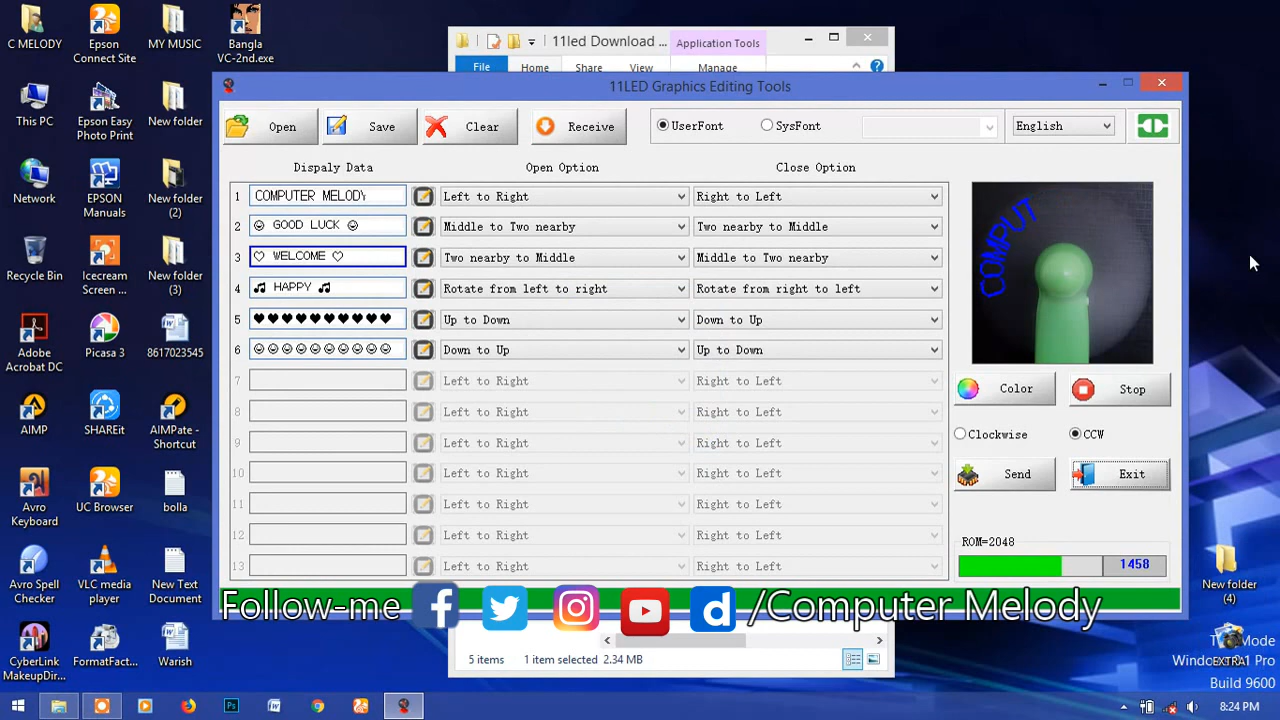 C MELODY
Epson Connect Site
MY MUSIC
Bangla VC-2nd.exe
This PC
Epson Easy Photo Print
New folder
Network
EPSON Manuals
New folder (2)
Recycle Bin
Icecream Screen ...
New folder (3)
Adobe Acrobat DC
Picasa 3
8617023545
AIMP
SHAREit
AIMPate - Shortcut
Avro Keyboard
UC Browser
bolla
Avro Spell Checker
VLC media player
New Text Document
CyberLink MakeupDir...
FormatFact...
Warish
11led Download ...
Application Tools
File Home Share View Manage
11LED Graphics Editing Tools
Open Save Clear Receive UserFont SysFont English
Dispaly Data Open Option Close Option
1 COMPUTER MELODY Left to Right Right to Left
2 ☺ GOOD LUCK ☺ Middle to Two nearby Two nearby to Middle
3 ♡ WELCOME ♡ Two nearby to Middle Middle to Two nearby
4 ♫ HAPPY ♫ Rotate from left to right Rotate from right to left
5 ♥♥♥♥♥♥♥♥♥♥ Up to Down Down to Up
6 ☺☺☺☺☺☺☺☺☺☺ Down to Up Up to Down
7 Left to Right Right to Left
8 Left to Right Right to Left
9 Left to Right Right to Left
10 Left to Right Right to Left
11 Left to Right Right to Left
12 Left to Right Right to Left
13 Left to Right Right to Left
COMPUT
Color Stop
Clockwise CCW
Send Exit
ROM=2048
1458
Follow-me /Computer Melody
5 items 1 item selected 2.34 MB
New folder (4)
EXTRA
Mode
Build 9600
8:24 PM